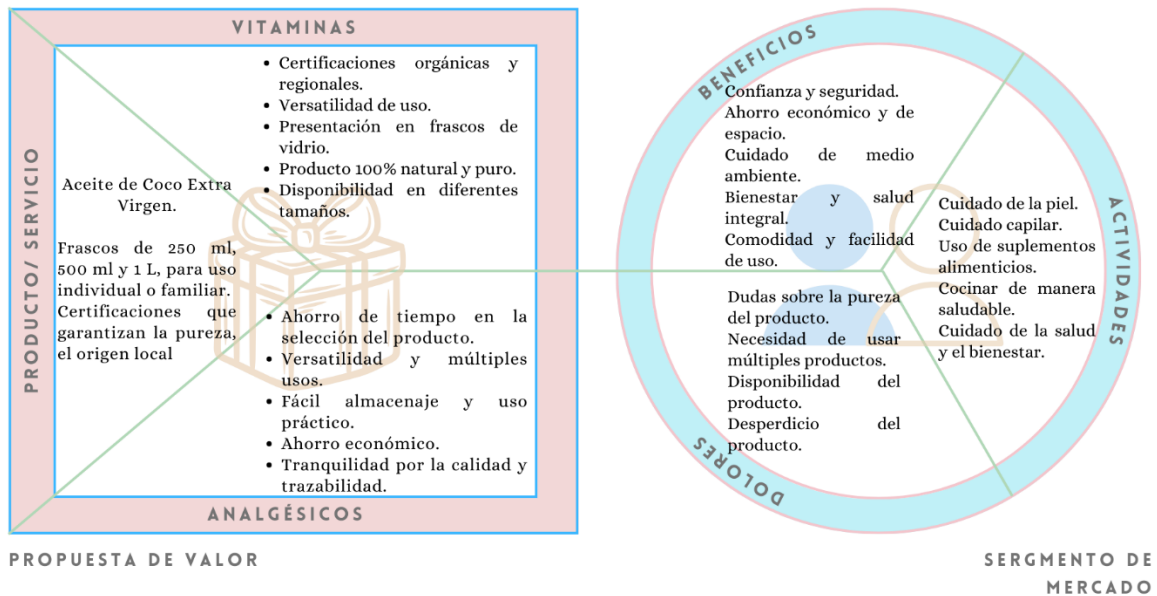 VITAMINAS
Certificaciones orgánicas y
regionales.
Versatilidad de uso.
Presentación en frascos de
vidrio.
Producto 100% natural y puro.
Disponibilidad en diferentes
tamaños.
PRODUCTO/ SERVICIO
Aceite de Coco Extra
Virgen.
Frascos de 250 ml,
500 ml y 1 L, para uso
individual o familiar.
Certificaciones que
garantizan la pureza,
el origen local
Ahorro de tiempo en la
selección del producto.
Versatilidad y múltiples
usos.
Fácil almacenaje y uso
práctico.
Ahorro económico.
Tranquilidad por la calidad y
trazabilidad.
ANALGÉSICOS
PROPUESTA DE VALOR
BENEFICIOS
Confianza y seguridad.
Ahorro económico y de
espacio.
Cuidado de medio
ambiente.
Bienestar y salud
integral.
Comodidad y facilidad
de uso.
ACTIVIDADES
Cuidado de la piel.
Cuidado capilar.
Uso de suplementos
alimenticios.
Cocinar de manera
saludable.
Cuidado de la salud
y el bienestar.
Dudas sobre la pureza
del producto.
Necesidad de usar
múltiples productos.
Disponibilidad del
producto.
Desperdicio del
producto.
DOLORES
SERGMENTO DE
MERCADO